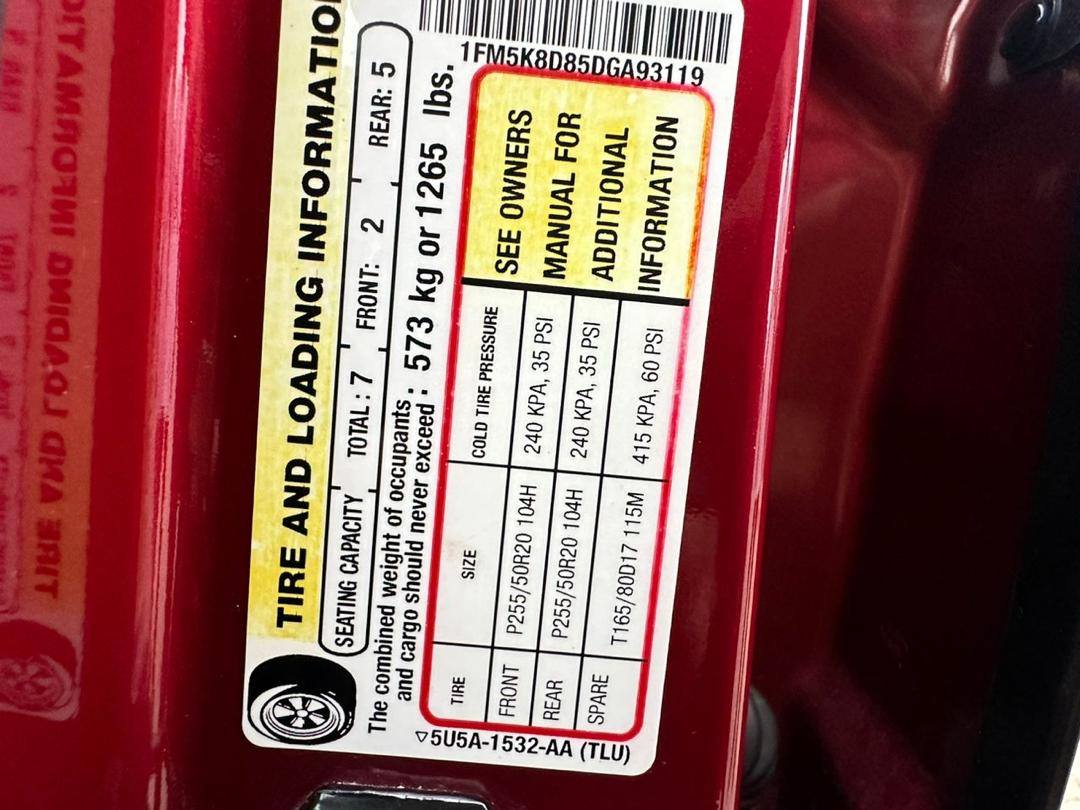 TIRE AND LOADING INFORMATIO
SEATING CAPACITY TOTAL: 7 FRONT: 2 REAR: 5
The combined weight of occupants
and cargo should never exceed : 573 kg or 1265 lbs.
TIRE SIZE COLD TIRE PRESSURE
FRONT P255/50R20 104H 240 KPA, 35 PSI
REAR P255/50R20 104H 240 KPA, 35 PSI
SPARE T165/80D17 115M 415 KPA, 60 PSI
SEE OWNERS
MANUAL FOR
ADDITIONAL
INFORMATION
5U5A-1532-AA (TLU)
1FM5K8D85DGA93119